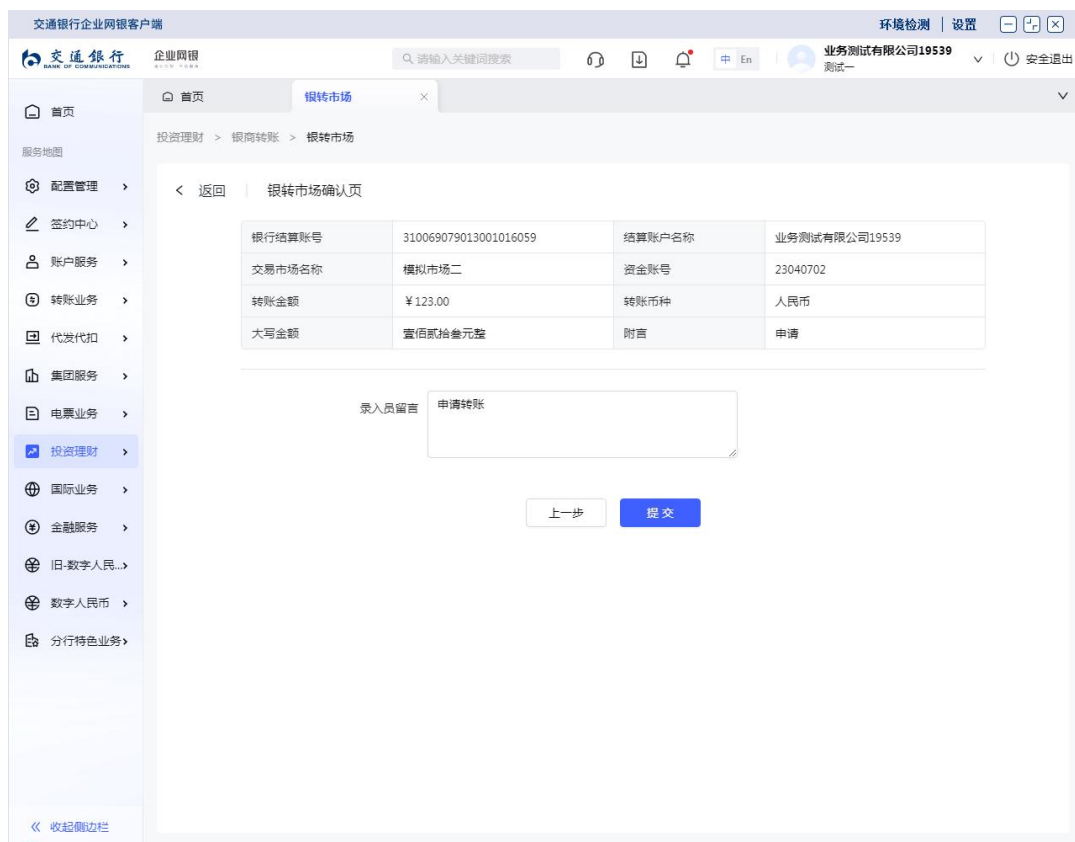 交通银行企业网银客户端 环境检测 设置
交通银行 企业网银 请输入关键词搜索 中 En 业务测试有限公司19539 安全退出
BANK OF COMMUNICATIONS 测试一
首页 首页 银转市场
服务地图 投资理财 > 银商转账 > 银转市场
配置管理 返回 银转市场确认页
签约中心
账户服务
转账业务
代发代扣
集团服务
电票业务
投资理财
国际业务
金融服务
旧-数字人民...
数字人民币
分行特色业务
收起侧边栏
银行结算账号 310069079013001016059 结算账户名称 业务测试有限公司19539
交易市场名称 模拟市场二 资金账号 23040702
转账金额 ¥123.00 转账币种 人民币
大写金额 壹佰贰拾叁元整 附言 申请
录入员留言 申请转账
上一步 提交